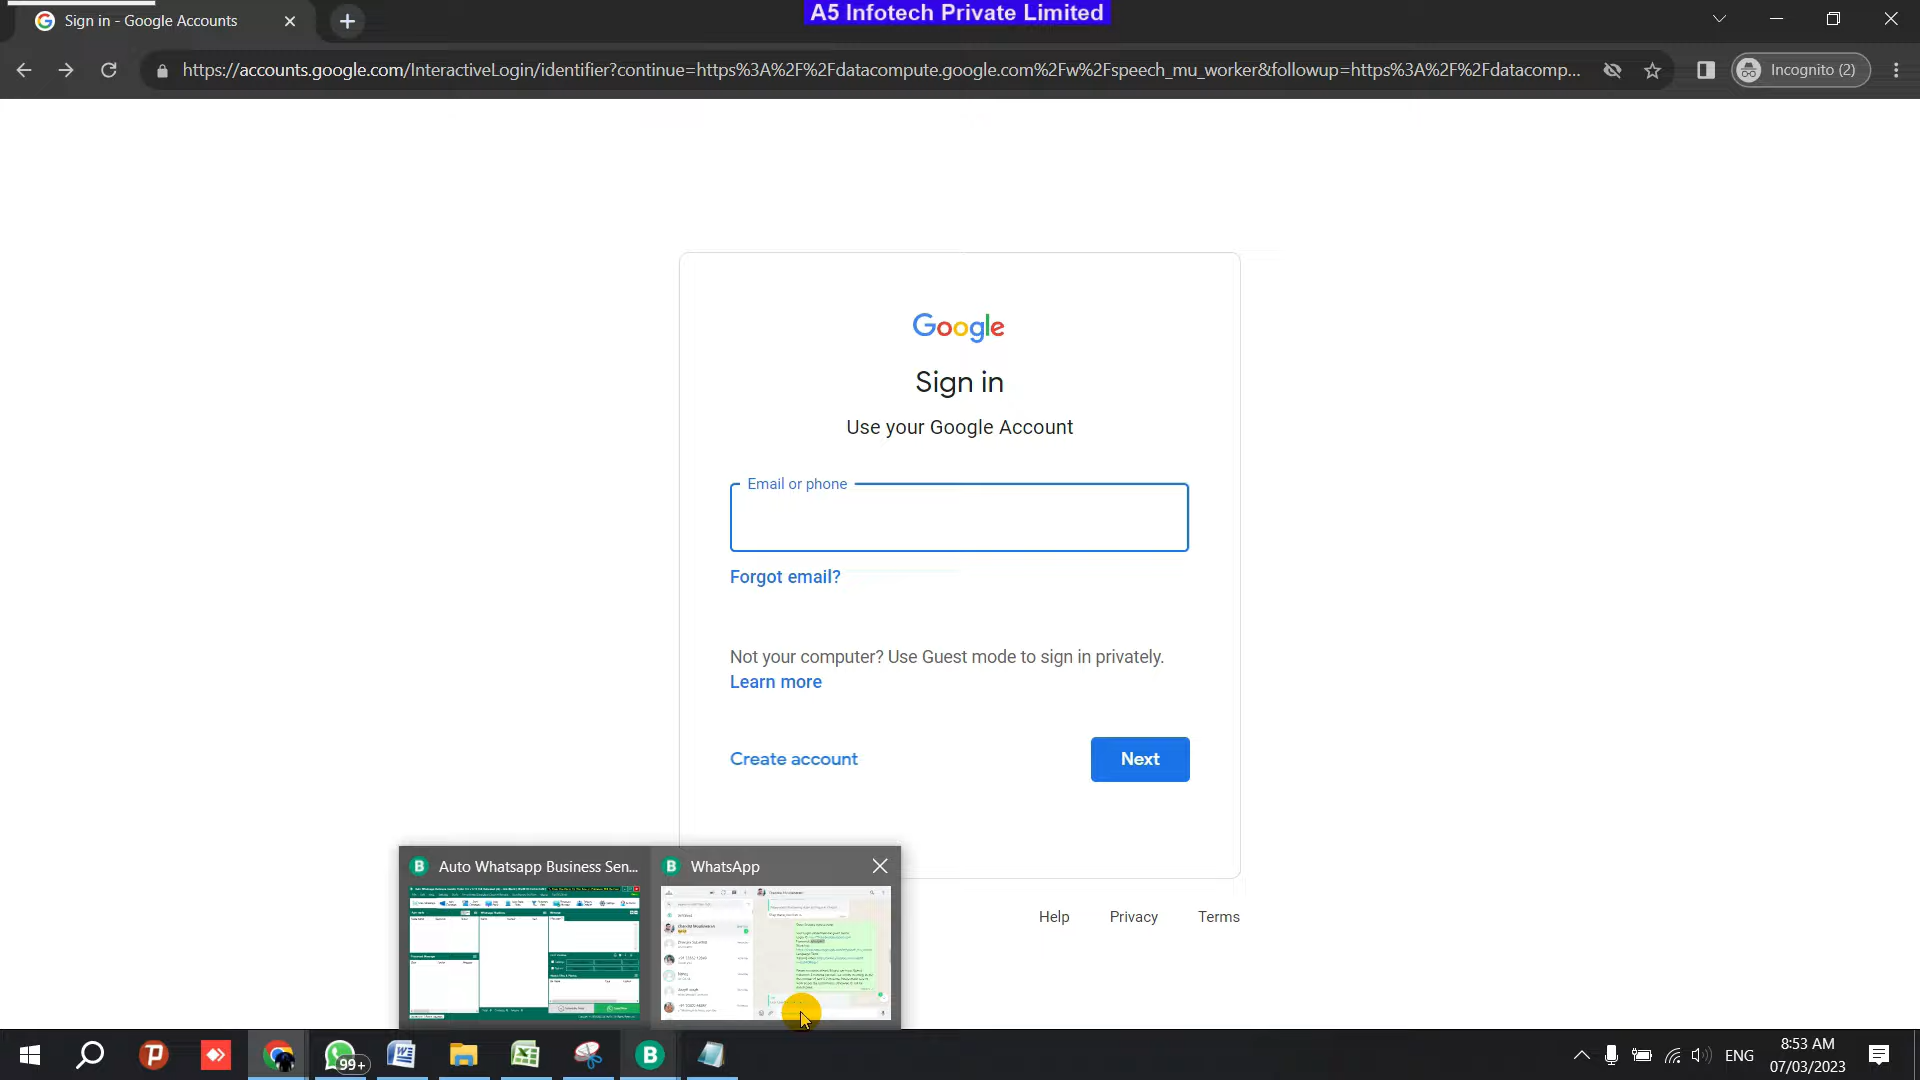 Sign in - Google Accounts
A5 Infotech Private Limited
https://accounts.google.com/InteractiveLogin/identifier?continue=https%3A%2F%2Fdatacompute.google.com%2Fw%2Fspeech_mu_worker&followup=https%3A%2F%2Fdatacomp...
Incognito (2)
Google
Sign in
Use your Google Account
Email or phone
Forgot email?
Not your computer? Use Guest mode to sign in privately.
Learn more
Create account
Next
Auto Whatsapp Business Sen...
WhatsApp
Help
Privacy
Terms
99+
ENG
8:53 AM
07/03/2023